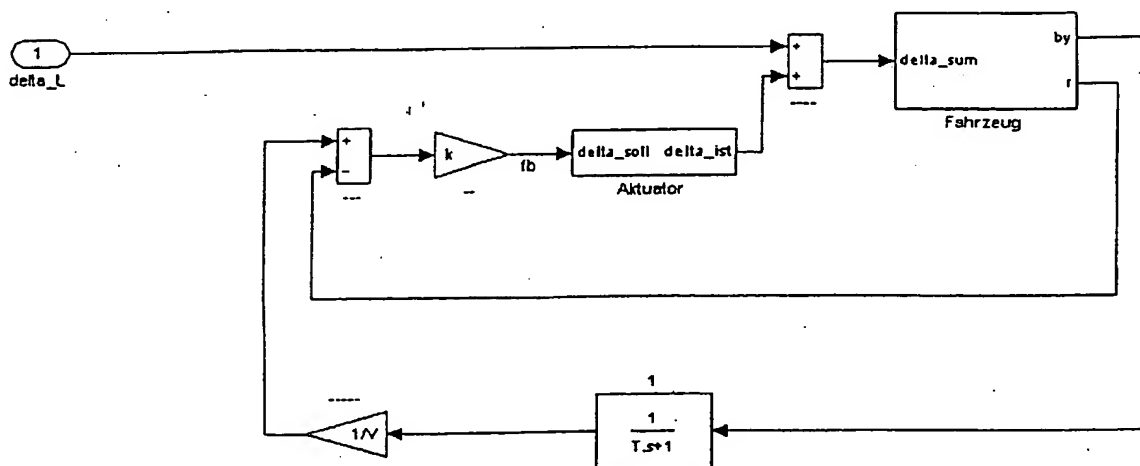 1
delta_L
+
+
delta_sum
by
r
Fahrzeug
+
−
k
fb
delta_soll delta_ist
Aktuator
1/V
1
1
T.s+1